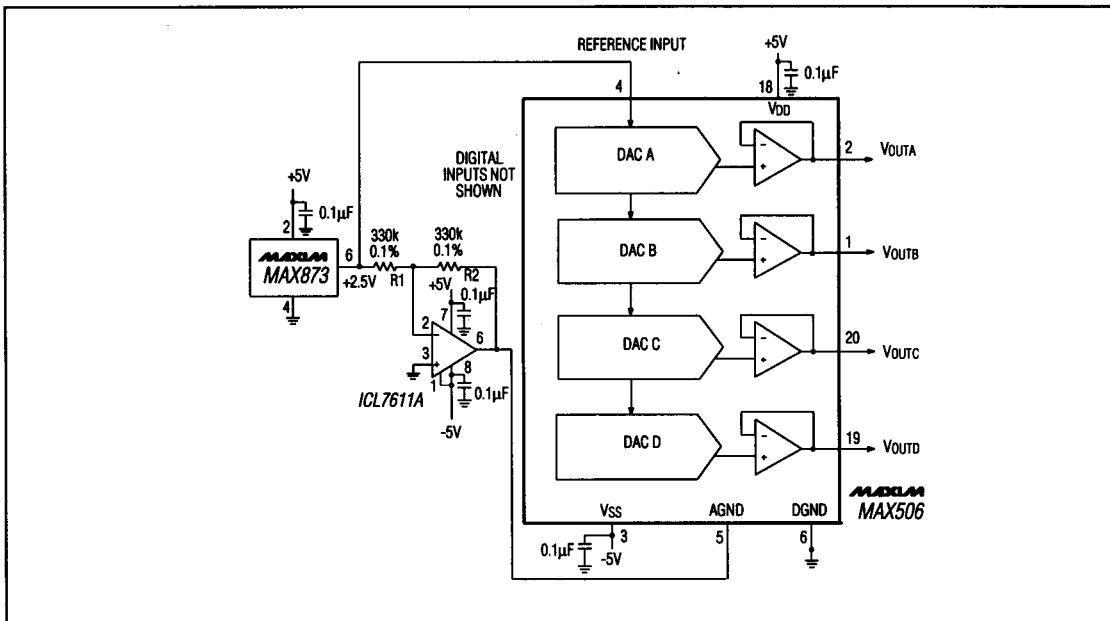 REFERENCE INPUT
+5V
0.1µF
4
18
VDD
DAC A
2
VOUTA
DIGITAL
INPUTS NOT
SHOWN
+5V
0.1µF
2
MAXIM
MAX873
6
+2.5V
4
330k
0.1%
R1
330k
0.1%
R2
+5V
0.1µF
7
2
3
6
8
1
0.1µF
ICL7611A
-5V
DAC B
1
VOUTB
DAC C
20
VOUTC
DAC D
19
VOUTD
MAXIM
MAX506
VSS
AGND
DGND
0.1µF
3
-5V
5
6
- +
- +
- +
- +
- +